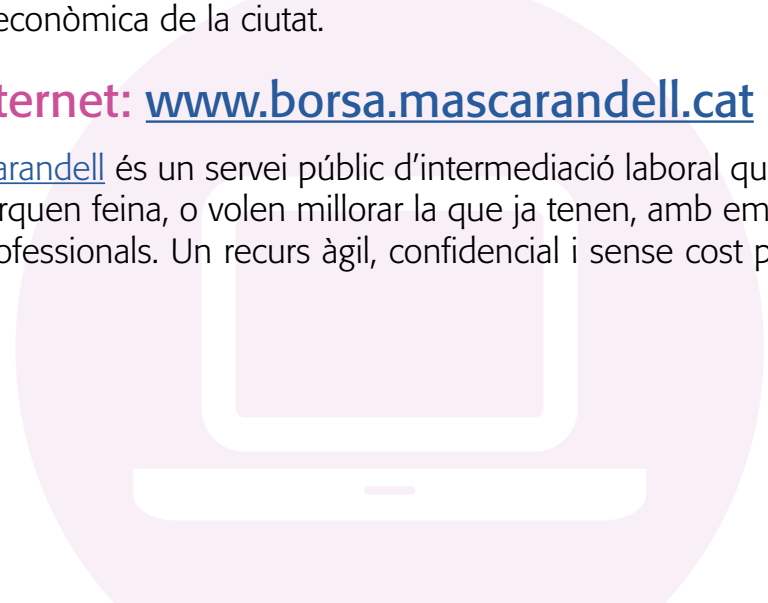 econòmica de la ciutat.
ternet: www.borsa.mascarandell.cat
arandell és un servei públic d’intermediació laboral qu
rquen feina, o volen millorar la que ja tenen, amb em
ofessionals. Un recurs àgil, confidencial i sense cost p